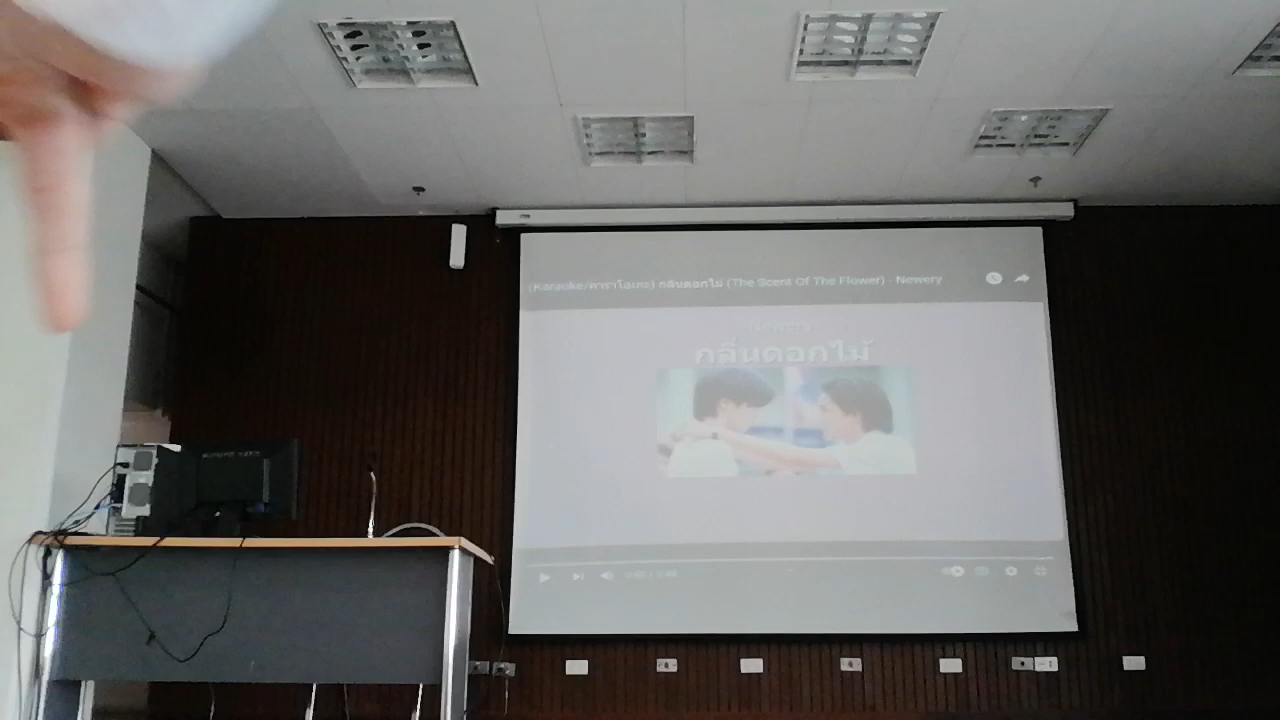 (Karaoke/คาราโอเกะ) กลิ่นดอกไม้ (The Scent Of The Flower) - Newery
Newery
กลิ่นดอกไม้